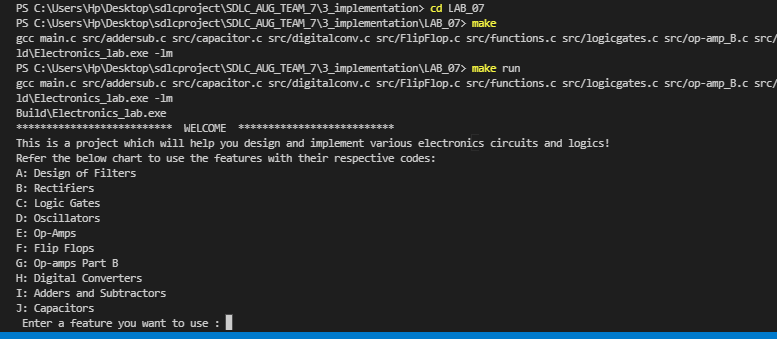 PS C:\Users\Hp\Desktop\sdlcproject\SDLC_AUG_TEAM_7\3_implementation> cd LAB_07
PS C:\Users\Hp\Desktop\sdlcproject\SDLC_AUG_TEAM_7\3_implementation\LAB_07> make
gcc main.c src/addersub.c src/capacitor.c src/digitalconv.c src/FlipFlop.c src/functions.c src/logicgates.c src/op-amp_B.c src/
ld\Electronics_lab.exe -lm
PS C:\Users\Hp\Desktop\sdlcproject\SDLC_AUG_TEAM_7\3_implementation\LAB_07> make run
gcc main.c src/addersub.c src/capacitor.c src/digitalconv.c src/FlipFlop.c src/functions.c src/logicgates.c src/op-amp_B.c src/
ld\Electronics_lab.exe -lm
Build\Electronics_lab.exe
************************** WELCOME **************************
This is a project which will help you design and implement various electronics circuits and logics!
Refer the below chart to use the features with their respective codes:
A: Design of Filters
B: Rectifiers
C: Logic Gates
D: Oscillators
E: Op-Amps
F: Flip Flops
G: Op-amps Part B
H: Digital Converters
I: Adders and Subtractors
J: Capacitors
Enter a feature you want to use :